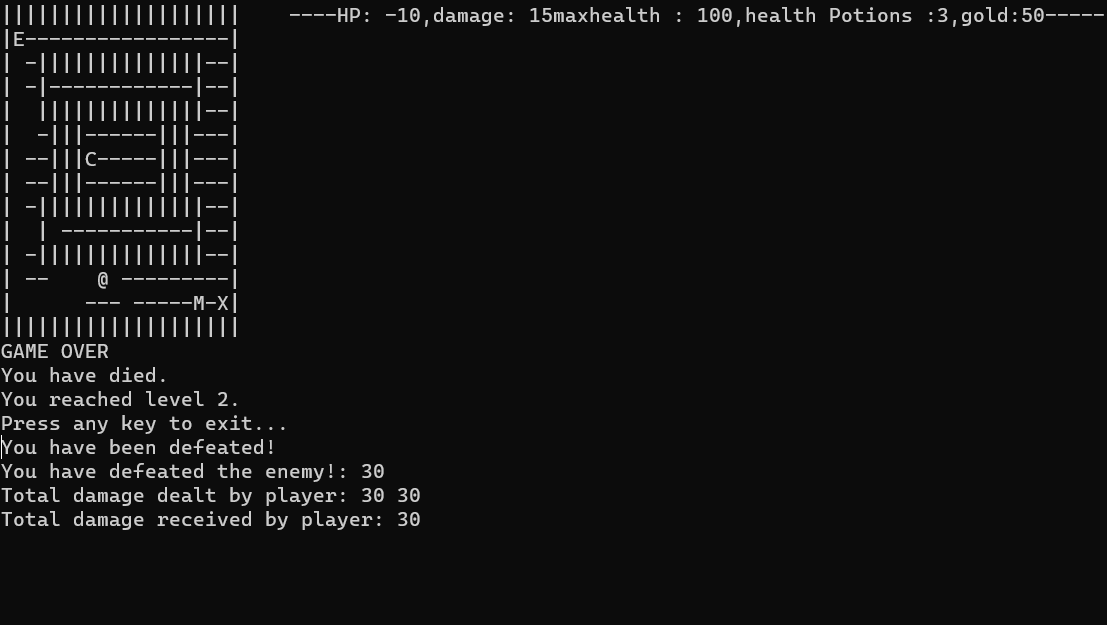 ||||||||||||||||||||    ----HP: -10,damage: 15maxhealth : 100,health Potions :3,gold:50-----
|E-----------------|
| -||||||||||||||--|
| -|------------|--|
|  ||||||||||||||--|
|  -|||------|||---|
| --|||C-----|||---|
| --|||------|||---|
| -||||||||||||||--|
|  | -----------|--|
| -||||||||||||||--|
| --    @ ---------|
|      --- -----M-X|
||||||||||||||||||||
GAME OVER
You have died.
You reached level 2.
Press any key to exit...
You have been defeated!
You have defeated the enemy!: 30
Total damage dealt by player: 30 30
Total damage received by player: 30